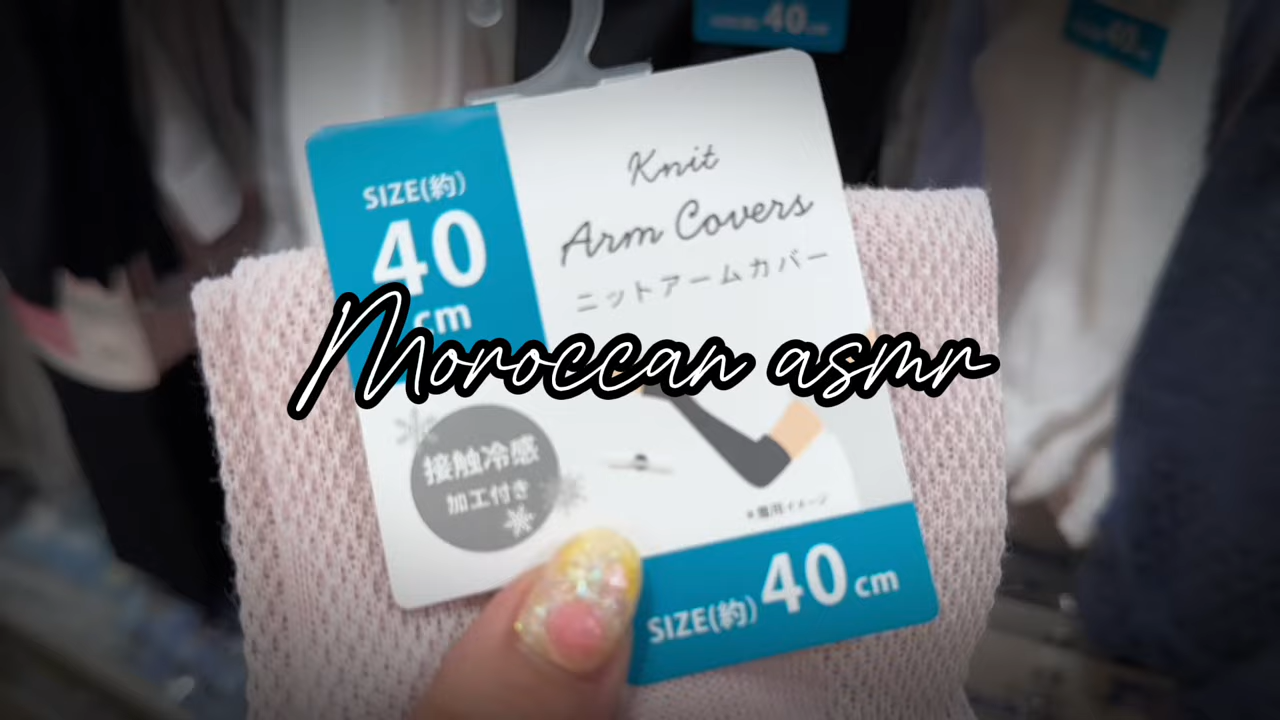 40
SIZE(約)
40
cm
Knit
Arm Covers
ニットアームカバー
Moroccan asmr
接触冷感
加工付き
*着用イメージ
SIZE(約) 40 cm